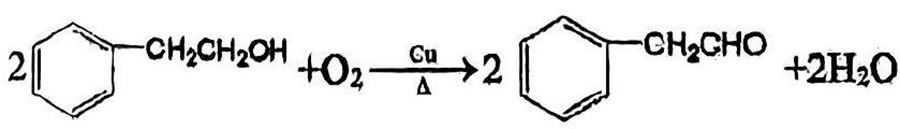 2 CH₂CH₂OH +O₂ Cu Δ 2 CH₂CHO +2H₂O